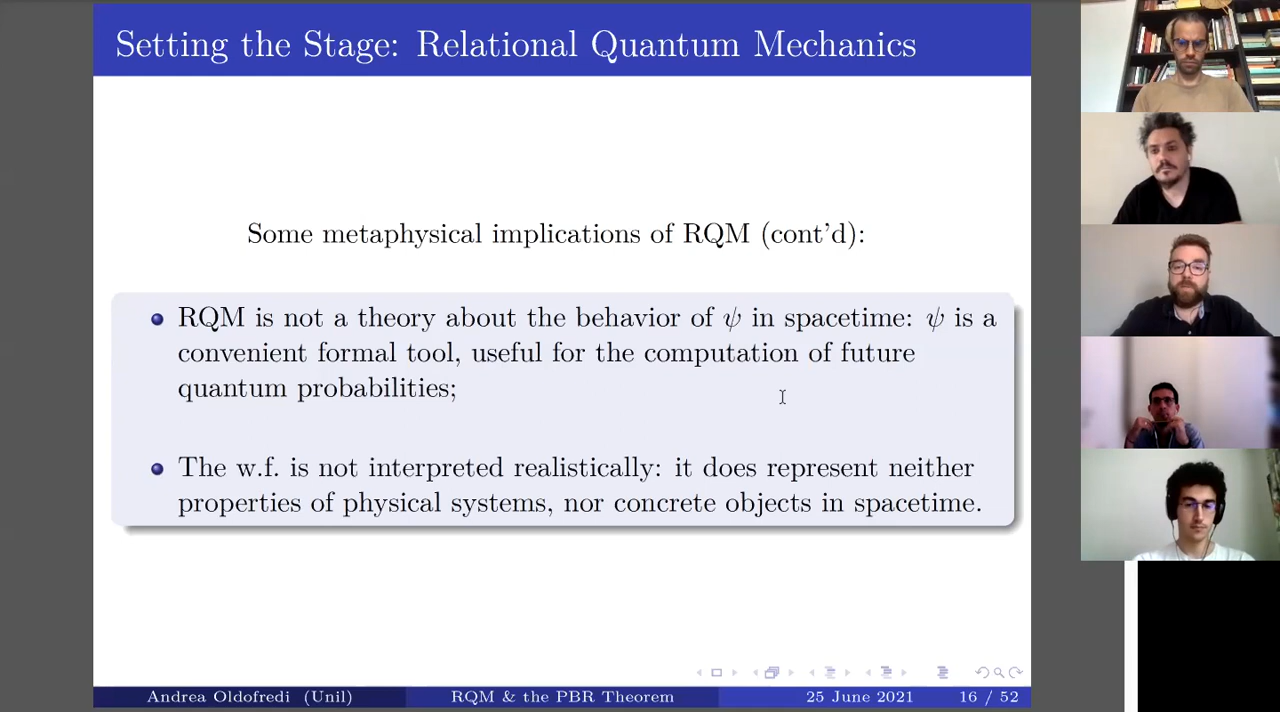 Setting the Stage: Relational Quantum Mechanics
Some metaphysical implications of RQM (cont'd):
RQM is not a theory about the behavior of ψ in spacetime: ψ is a
convenient formal tool, useful for the computation of future
quantum probabilities;
The w.f. is not interpreted realistically: it does represent neither
properties of physical systems, nor concrete objects in spacetime.
Andrea Oldofredi (Unil) RQM & the PBR Theorem 25 June 2021 16 / 52